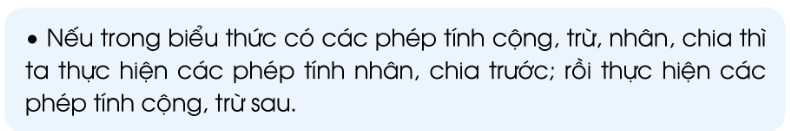 • Nếu trong biểu thức có các phép tính cộng, trừ, nhân, chia thì
ta thực hiện các phép tính nhân, chia trước; rồi thực hiện các
phép tính cộng, trừ sau.